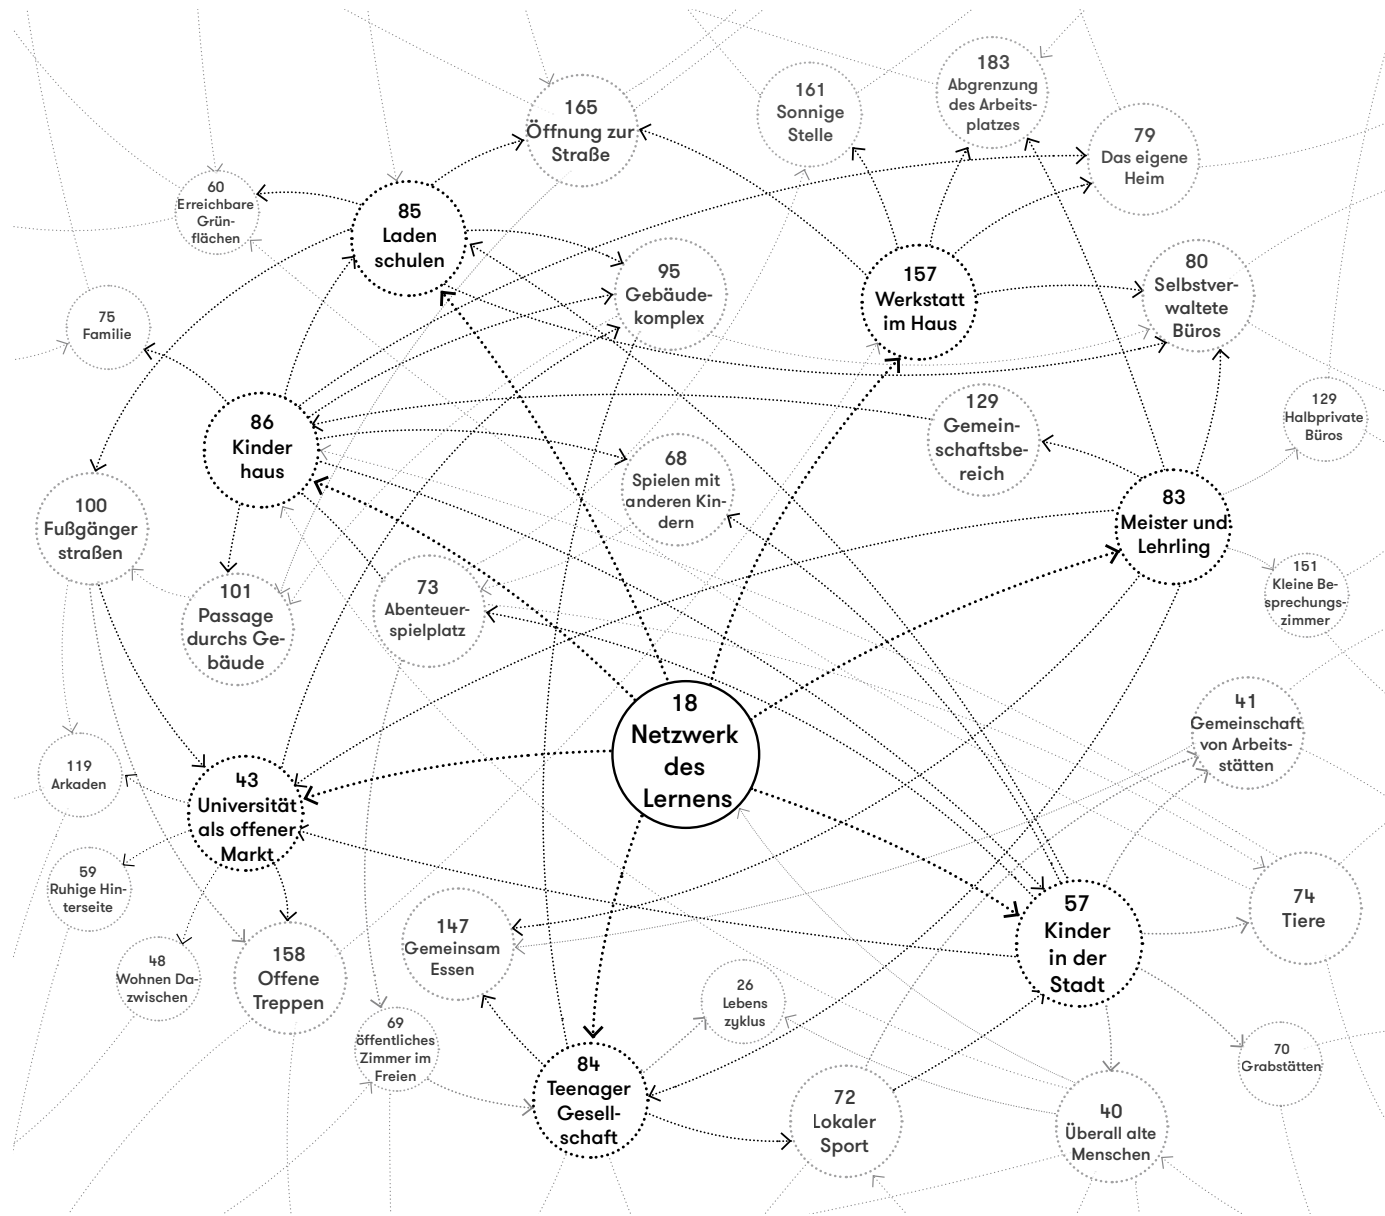 183
Abgrenzung
des Arbeits-
platzes
161
Sonnige
Stelle
165
Öffnung zur
Straße
79
Das eigene
Heim
60
Erreichbare
Grün-
flächen
85
Laden
schulen
95
Gebäude-
komplex
157
Werkstatt
im Haus
80
Selbstver-
waltete
Büros
75
Familie
86
Kinder
haus
68
Spielen mit
anderen Kin-
dern
129
Gemein-
schaftsbe-
reich
129
Halbprivate
Büros
100
Fußgänger
straßen
83
Meister und
Lehrling
101
Passage
durchs Ge-
bäude
73
Abenteuer-
spielplatz
151
Kleine Be-
sprechungs-
zimmer
18
Netzwerk
des
Lernens
41
Gemeinschaft
von Arbeits-
stätten
119
Arkaden
43
Universität
als offener
Markt
59
Ruhige Hin-
terseite
74
Tiere
57
Kinder
in der
Stadt
147
Gemeinsam
Essen
48
Wohnen Da-
zwischen
158
Offene
Treppen
26
Lebens
zyklus
69
öffentliches
Zimmer im
Freien
84
Teenager
Gesell-
schaft
72
Lokaler
Sport
70
Grabstätten
40
Überall alte
Menschen